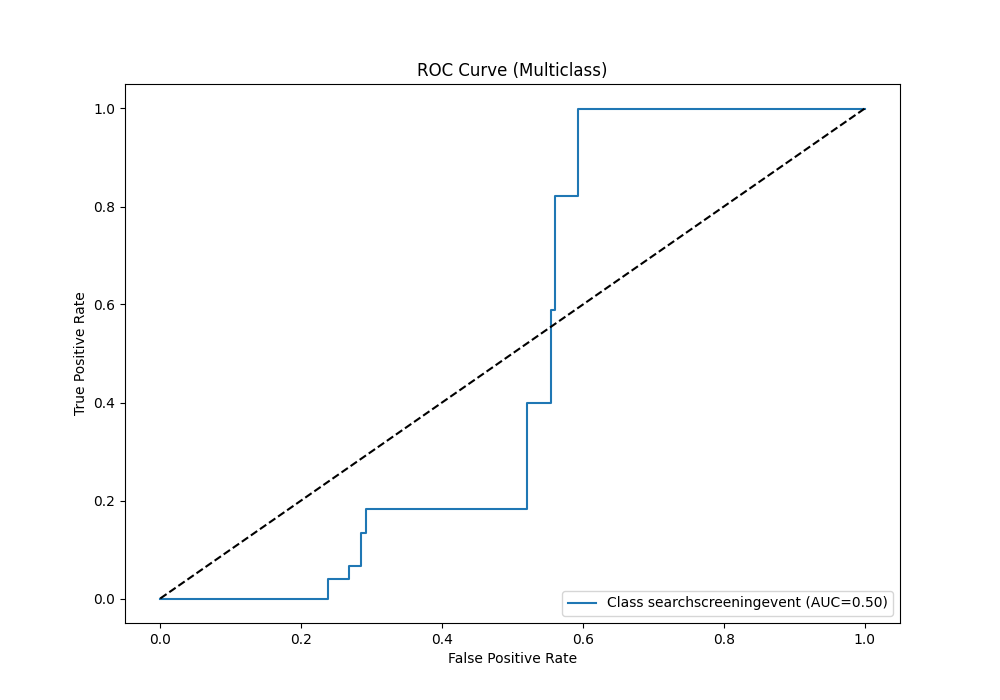 ROC Curve (Multiclass)
True Positive Rate
1.0
0.8
0.6
0.4
0.2
0.0
0.0 0.2 0.4 0.6 0.8 1.0
False Positive Rate
Class searchscreeningevent (AUC=0.50)